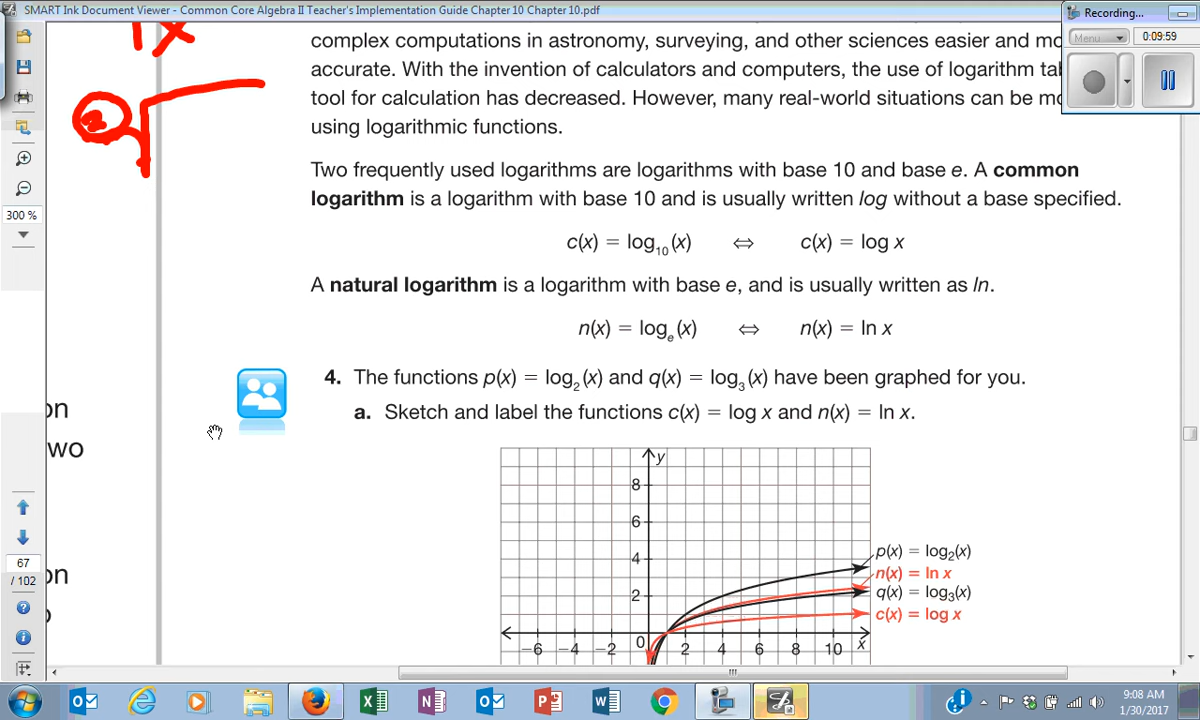 SMART Ink Document Viewer - Common Core Algebra II Teacher's Implementation Guide Chapter 10 Chapter 10.pdf
Recording...
Menu
0:09:59
1x
2
complex computations in astronomy, surveying, and other sciences easier and mo
accurate. With the invention of calculators and computers, the use of logarithm tab
tool for calculation has decreased. However, many real-world situations can be mo
using logarithmic functions.
Two frequently used logarithms are logarithms with base 10 and base e. A common
logarithm is a logarithm with base 10 and is usually written log without a base specified.
300 %
c(x) = log₁₀(x) ⇔ c(x) = log x
A natural logarithm is a logarithm with base e, and is usually written as ln.
n(x) = logₑ(x) ⇔ n(x) = ln x
4. The functions p(x) = log₂(x) and q(x) = log₃(x) have been graphed for you.
a. Sketch and label the functions c(x) = log x and n(x) = ln x.
on
wo
on
67
/ 102
y
8
6
4
2
0
-6 -4 -2 2 4 6 8 10 x
p(x) = log₂(x)
n(x) = ln x
q(x) = log₃(x)
c(x) = log x
9:08 AM
1/30/2017